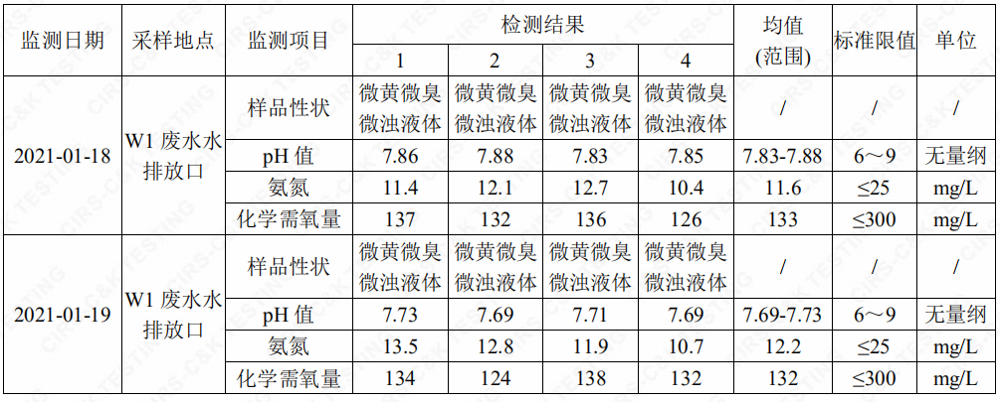 监测日期 采样地点 监测项目 检测结果 均值(范围) 标准限值 单位
1 2 3 4
2021-01-18 W1 废水水排放口 样品性状 微黄微臭微浊液体 微黄微臭微浊液体 微黄微臭微浊液体 微黄微臭微浊液体 / / /
pH 值 7.86 7.88 7.83 7.85 7.83-7.88 6～9 无量纲
氨氮 11.4 12.1 12.7 10.4 11.6 ≤25 mg/L
化学需氧量 137 132 136 126 133 ≤300 mg/L
2021-01-19 W1 废水水排放口 样品性状 微黄微臭微浊液体 微黄微臭微浊液体 微黄微臭微浊液体 微黄微臭微浊液体 / / /
pH 值 7.73 7.69 7.71 7.69 7.69-7.73 6～9 无量纲
氨氮 13.5 12.8 11.9 10.7 12.2 ≤25 mg/L
化学需氧量 134 124 138 132 132 ≤300 mg/L
CIRS-C&K TESTING